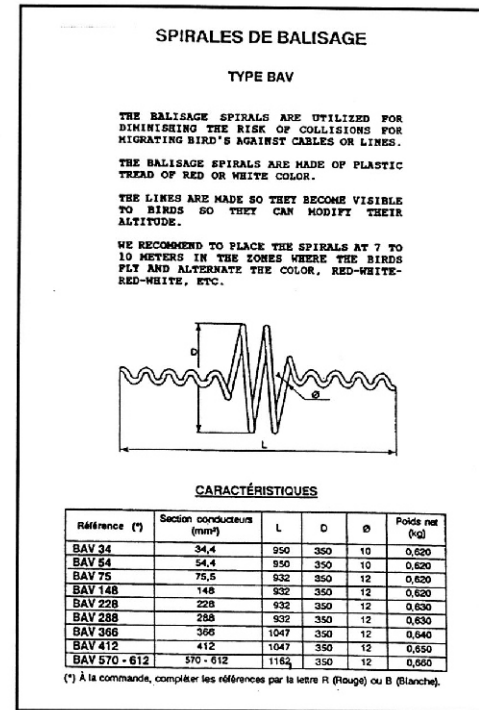 SPIRALES DE BALISAGE
TYPE BAV
THE BALISAGE SPIRALS ARE UTILIZED FOR
DIMINISHING THE RISK OF COLLISIONS FOR
MIGRATING BIRD'S AGAINST CABLES OR LINES.
THE BALISAGE SPIRALS ARE MADE OF PLASTIC
TREAD OF RED OR WHITE COLOR.
THE LINES ARE MADE SO THEY BECOME VISIBLE
TO BIRDS SO THEY CAN MODIFY THEIR
ALTITUDE.
WE RECOMMEND TO PLACE THE SPIRALS AT 7 TO
10 METERS IN THE ZONES WHERE THE BIRDS
FLY AND ALTERNATE THE COLOR, RED-WHITE-
RED-WHITE, ETC.
D
Ø
L
CARACTÉRISTIQUES
Référence (*) Section conducteurs (mm²) L D Ø Poids net (kg)
BAV 34 34,4 950 350 10 0,620
BAV 54 54,4 950 350 10 0,620
BAV 75 75,5 932 350 12 0,620
BAV 148 148 932 350 12 0,620
BAV 228 228 932 350 12 0,630
BAV 288 288 932 350 12 0,630
BAV 366 366 1047 350 12 0,640
BAV 412 412 1047 350 12 0,650
BAV 570 - 612 570 - 612 1162 350 12 0,660
(*) À la commande, compléter les références par la lettre R (Rouge) ou B (Blanche).